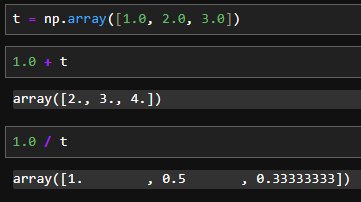 t = np.array([1.0, 2.0, 3.0])
1.0 + t
array([2., 3., 4.])
1.0 / t
array([1.        , 0.5       , 0.33333333])